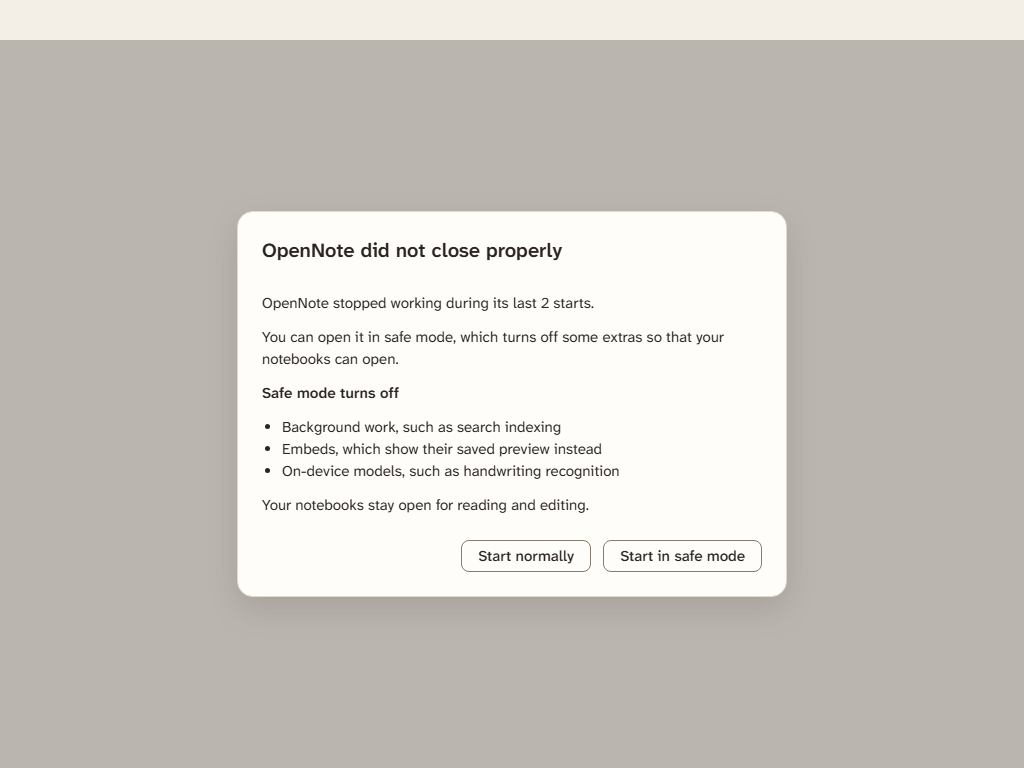 OpenNote did not close properly
OpenNote stopped working during its last 2 starts.
You can open it in safe mode, which turns off some extras so that your
notebooks can open.
Safe mode turns off
• Background work, such as search indexing
• Embeds, which show their saved preview instead
• On-device models, such as handwriting recognition
Your notebooks stay open for reading and editing.
Start normally
Start in safe mode